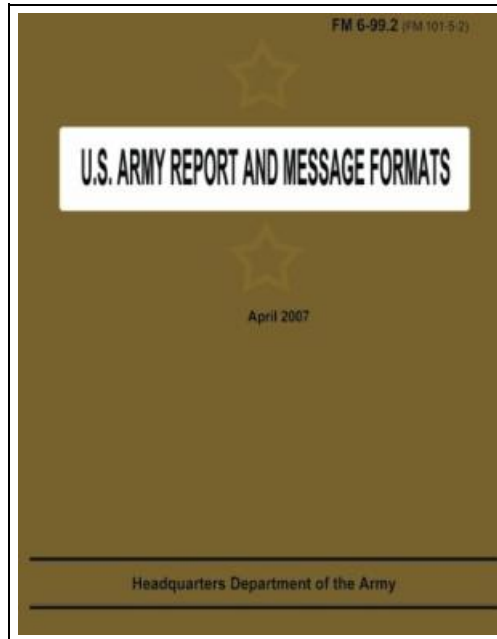 FM 6-99.2 (FM 101-5-2)
U.S. ARMY REPORT AND MESSAGE FORMATS
April 2007
Headquarters Department of the Army